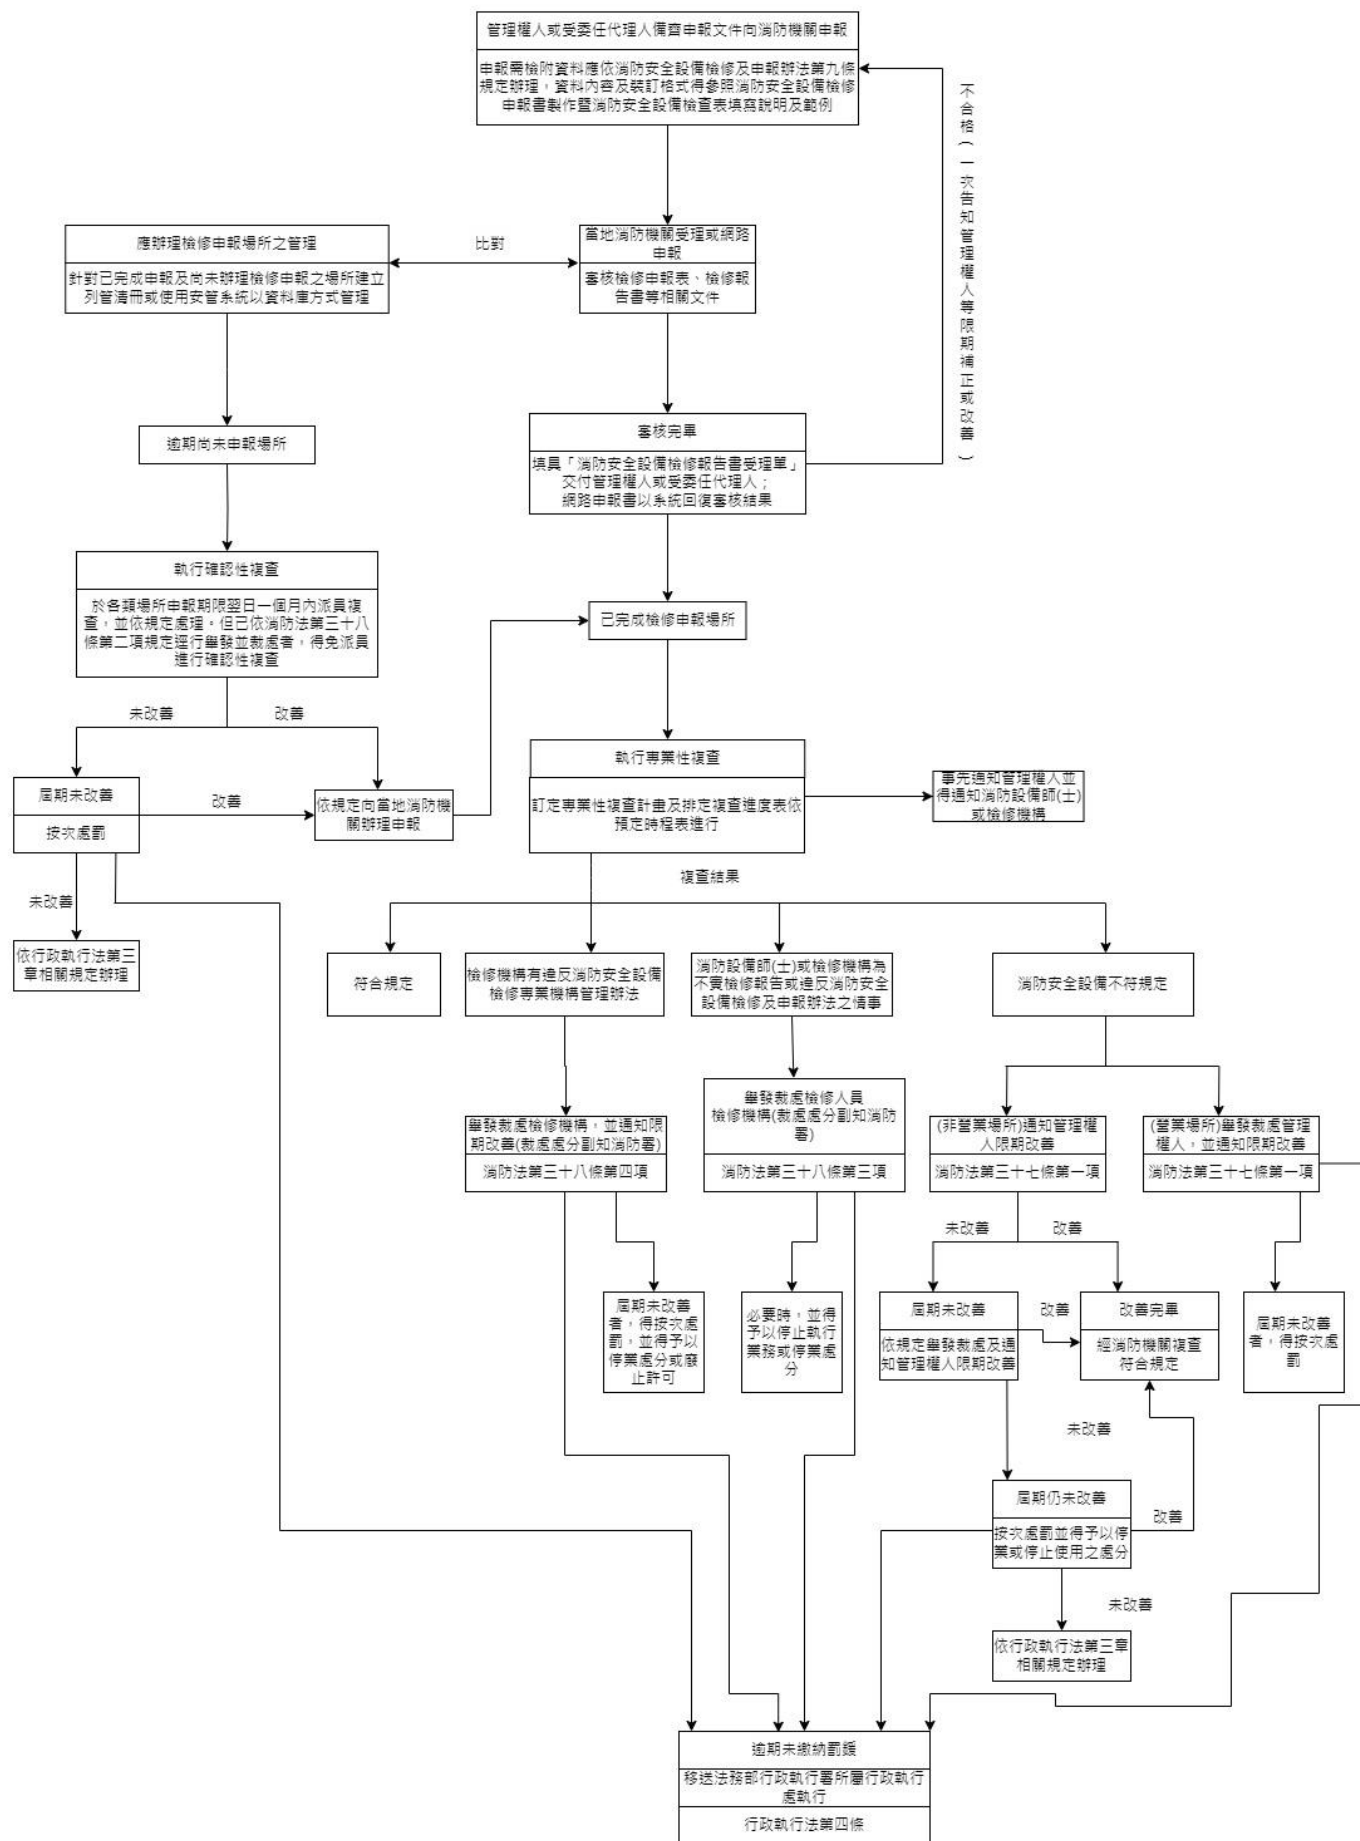 管理權人或受委任代理人備齊申報文件向消防機關申報
申報需檢附資料應依消防安全設備檢修及申報辦法第九條
規定辦理，資料內容及裝訂格式得參照消防安全設備檢修
申報書製作暨消防安全設備檢查表填寫說明及範例
不合格(一次告知管理權人等限期補正或改善)
應辦理檢修申報場所之管理
針對已完成申報及尚未辦理檢修申報之場所建立
列管清冊或使用安管系統以資料庫方式管理
比對
當地消防機關受理或網路
申報
審核檢修申報表、檢修報
告書等相關文件
逾期尚未申報場所
審核完畢
填具「消防安全設備檢修報告書受理單」
交付管理權人或受委任代理人；
網路申報書以系統回復審核結果
執行確認性複查
於各類場所申報期限翌日一個月內派員複
查，並依規定處理。但已依消防法第三十八
條第二項規定逕行舉發並裁處者，得免派員
進行確認性複查
已完成檢修申報場所
未改善
改善
執行專業性複查
訂定專業性複查計畫及排定複查進度表依
預定時程表進行
事先通知管理權人並
得通知消防設備師(士)
或檢修機構
屆期未改善
按次處罰
改善
依規定向當地消防機
關辦理申報
未改善
依行政執行法第三
章相關規定辦理
複查結果
符合規定
檢修機構有違反消防安全設備
檢修專業機構管理辦法
消防設備師(士)或檢修機構為
不實檢修報告或違反消防安全
設備檢修及申報辦法之情事
消防安全設備不符規定
舉發裁處檢修機構，並通知限
期改善(裁處處分副知消防署)
消防法第三十八條第四項
舉發裁處檢修人員
檢修機構(裁處處分副知消防
署)
消防法第三十八條第三項
(非營業場所)通知管理權
人限期改善
消防法第三十七條第一項
(營業場所)舉發裁處管理
權人，並通知限期改善
消防法第三十七條第一項
未改善
改善
屆期未改善
者，得按次處
罰，並得予以
停業處分或廢
止許可
必要時，並得
予以停止執行
業務或停業處
分
屆期未改善
依規定舉發裁處及通
知管理權人限期改善
改善
改善完畢
經消防機關複查
符合規定
屆期未改善
者，得按次處
罰
未改善
屆期仍未改善
按次處罰並得予以停
業或停止使用之處分
改善
未改善
依行政執行法第三章
相關規定辦理
逾期未繳納罰鍰
移送法務部行政執行署所屬行政執行
處執行
行政執行法第四條